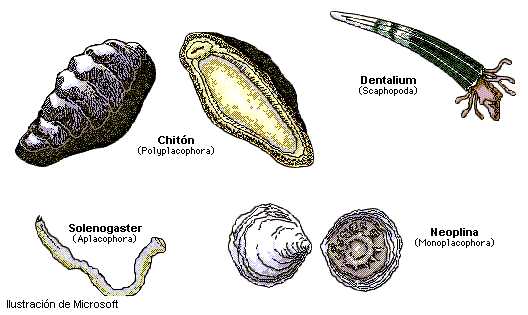 Dentalium
(Scaphopoda)
Chitón
(Polyplacophora)
Solenogaster
(Aplacophora)
Neoplina
(Monoplacophora)
Ilustración de Microsoft